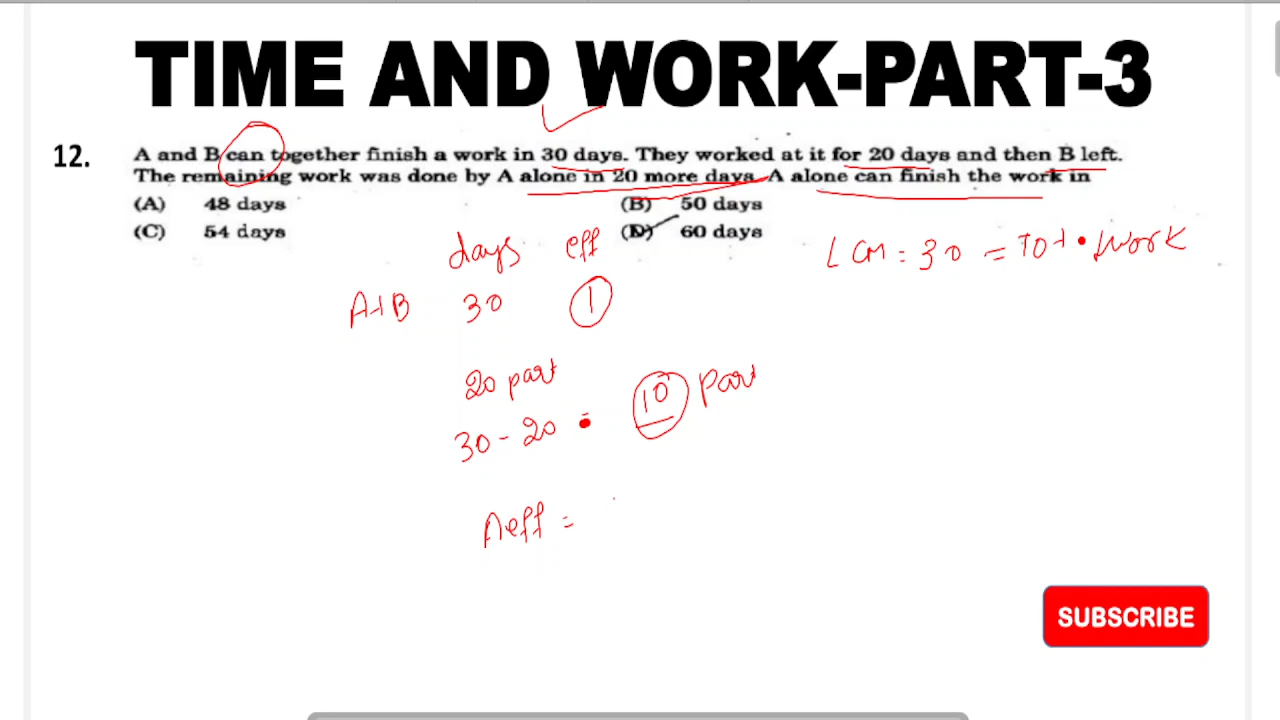 TIME AND WORK-PART-3
12. A and B can together finish a work in 30 days. They worked at it for 20 days and then B left.
The remaining work was done by A alone in 20 more days. A alone can finish the work in
(A) 48 days (B) 50 days
(C) 54 days (D) 60 days
days eff
LCM = 30 = Tot. Work
A+B 30 1
20 part
30 - 20 = 10 Part
A eff =
SUBSCRIBE